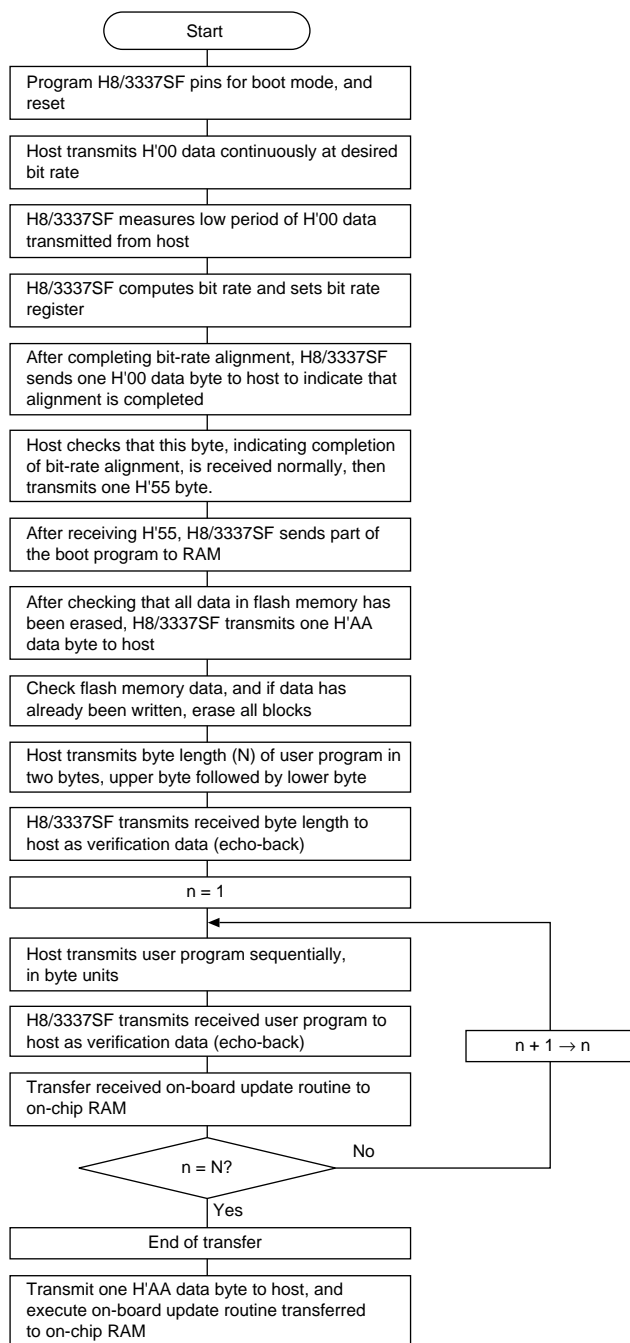 Start
Program H8/3337SF pins for boot mode, and
reset
Host transmits H'00 data continuously at desired
bit rate
H8/3337SF measures low period of H'00 data
transmitted from host
H8/3337SF computes bit rate and sets bit rate
register
After completing bit-rate alignment, H8/3337SF
sends one H'00 data byte to host to indicate that
alignment is completed
Host checks that this byte, indicating completion
of bit-rate alignment, is received normally, then
transmits one H'55 byte.
After receiving H'55, H8/3337SF sends part of
the boot program to RAM
After checking that all data in flash memory has
been erased, H8/3337SF transmits one H'AA
data byte to host
Check flash memory data, and if data has
already been written, erase all blocks
Host transmits byte length (N) of user program in
two bytes, upper byte followed by lower byte
H8/3337SF transmits received byte length to
host as verification data (echo-back)
n = 1
Host transmits user program sequentially,
in byte units
H8/3337SF transmits received user program to
host as verification data (echo-back)
n + 1 → n
Transfer received on-board update routine to
on-chip RAM
n = N?
No
Yes
End of transfer
Transmit one H'AA data byte to host, and
execute on-board update routine transferred
to on-chip RAM